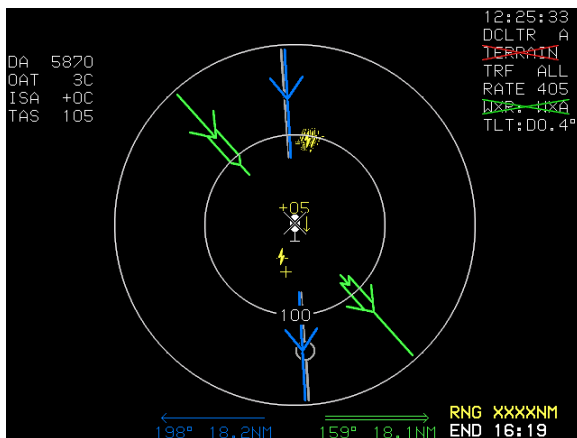 12:25:33
DCLTR A
TERRAIN
TRF ALL
RATE 405
WXR: WXA
TLT:D0.4°
DA 5870
OAT 3C
ISA +0C
TAS 105
+05
100
198° 18.2NM
159° 18.1NM
RNG XXXXNM
END 16:19